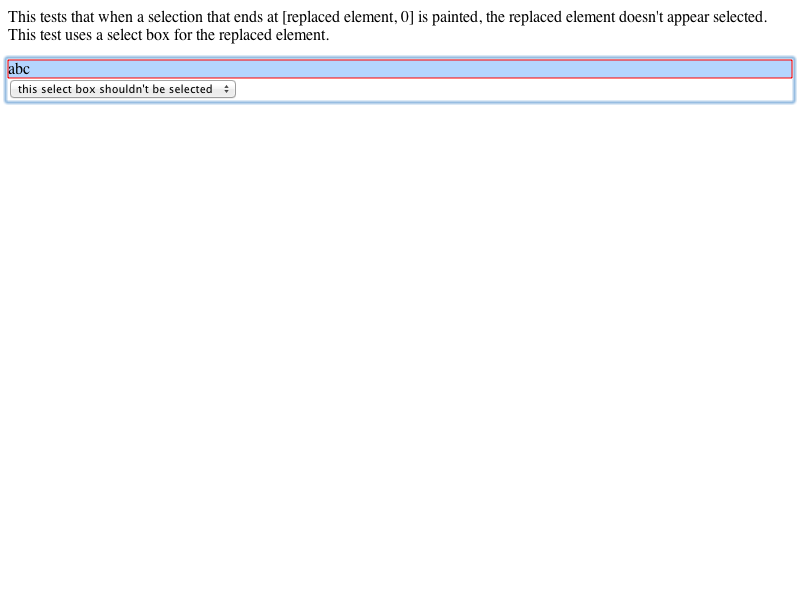 This tests that when a selection that ends at [replaced element, 0] is painted, the replaced element doesn't appear selected.
This test uses a select box for the replaced element.
abc
this select box shouldn't be selected